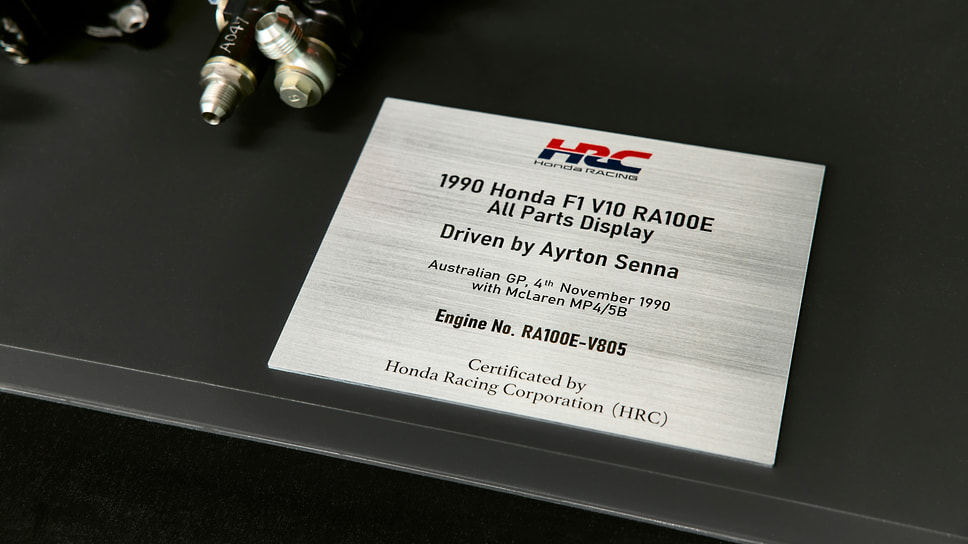 A047
HRC
Honda RACING
1990 Honda F1 V10 RA100E
All Parts Display
Driven by Ayrton Senna
Australian GP, 4th November 1990
with McLaren MP4/5B
Engine No. RA100E-V805
Certificated by
Honda Racing Corporation (HRC)